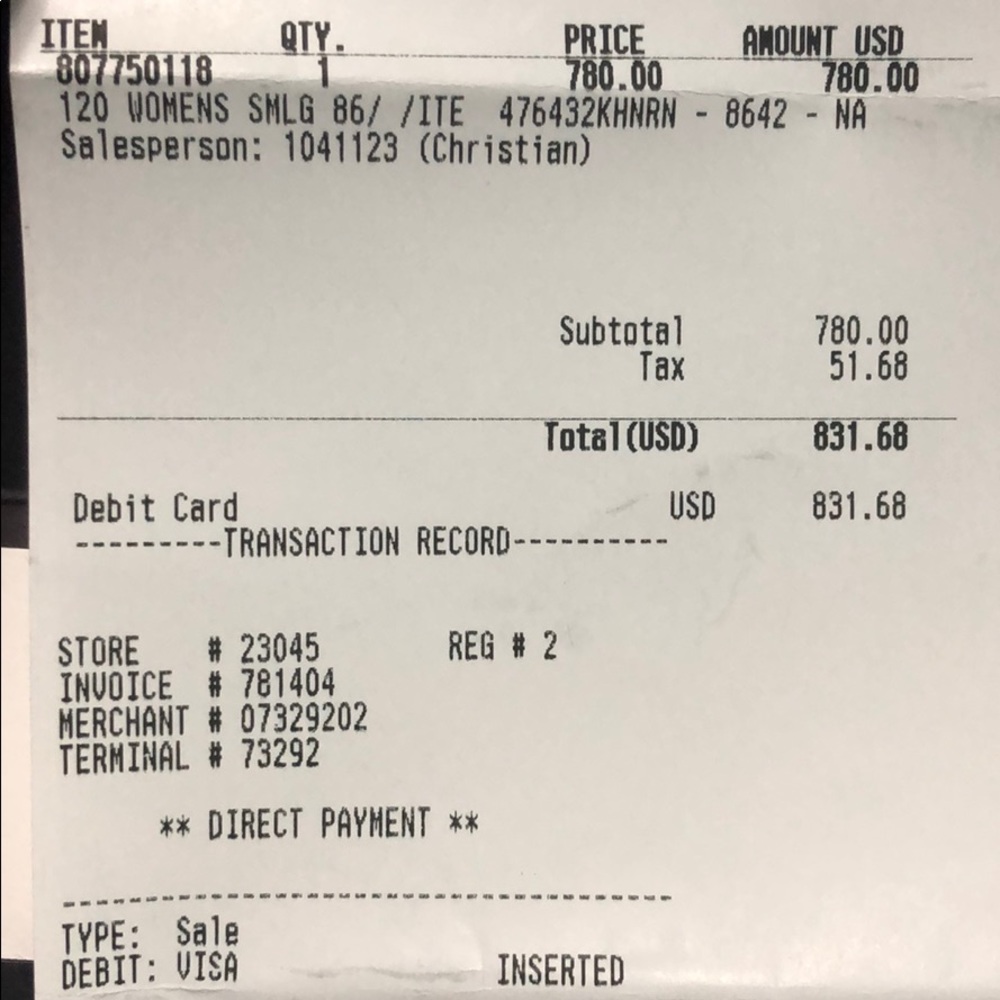 ITEM QTY. PRICE AMOUNT USD
807750118 1 780.00 780.00
120 WOMENS SMLG 86/ /ITE 476432KHNRN - 8642 - NA
Salesperson: 1041123 (Christian)
Subtotal 780.00
Tax 51.68
Total(USD) 831.68
Debit Card USD 831.68
---------TRANSACTION RECORD----------
STORE # 23045 REG # 2
INVOICE # 781404
MERCHANT # 07329202
TERMINAL # 73292
** DIRECT PAYMENT **
--------------------------------------
TYPE: Sale
DEBIT: VISA INSERTED